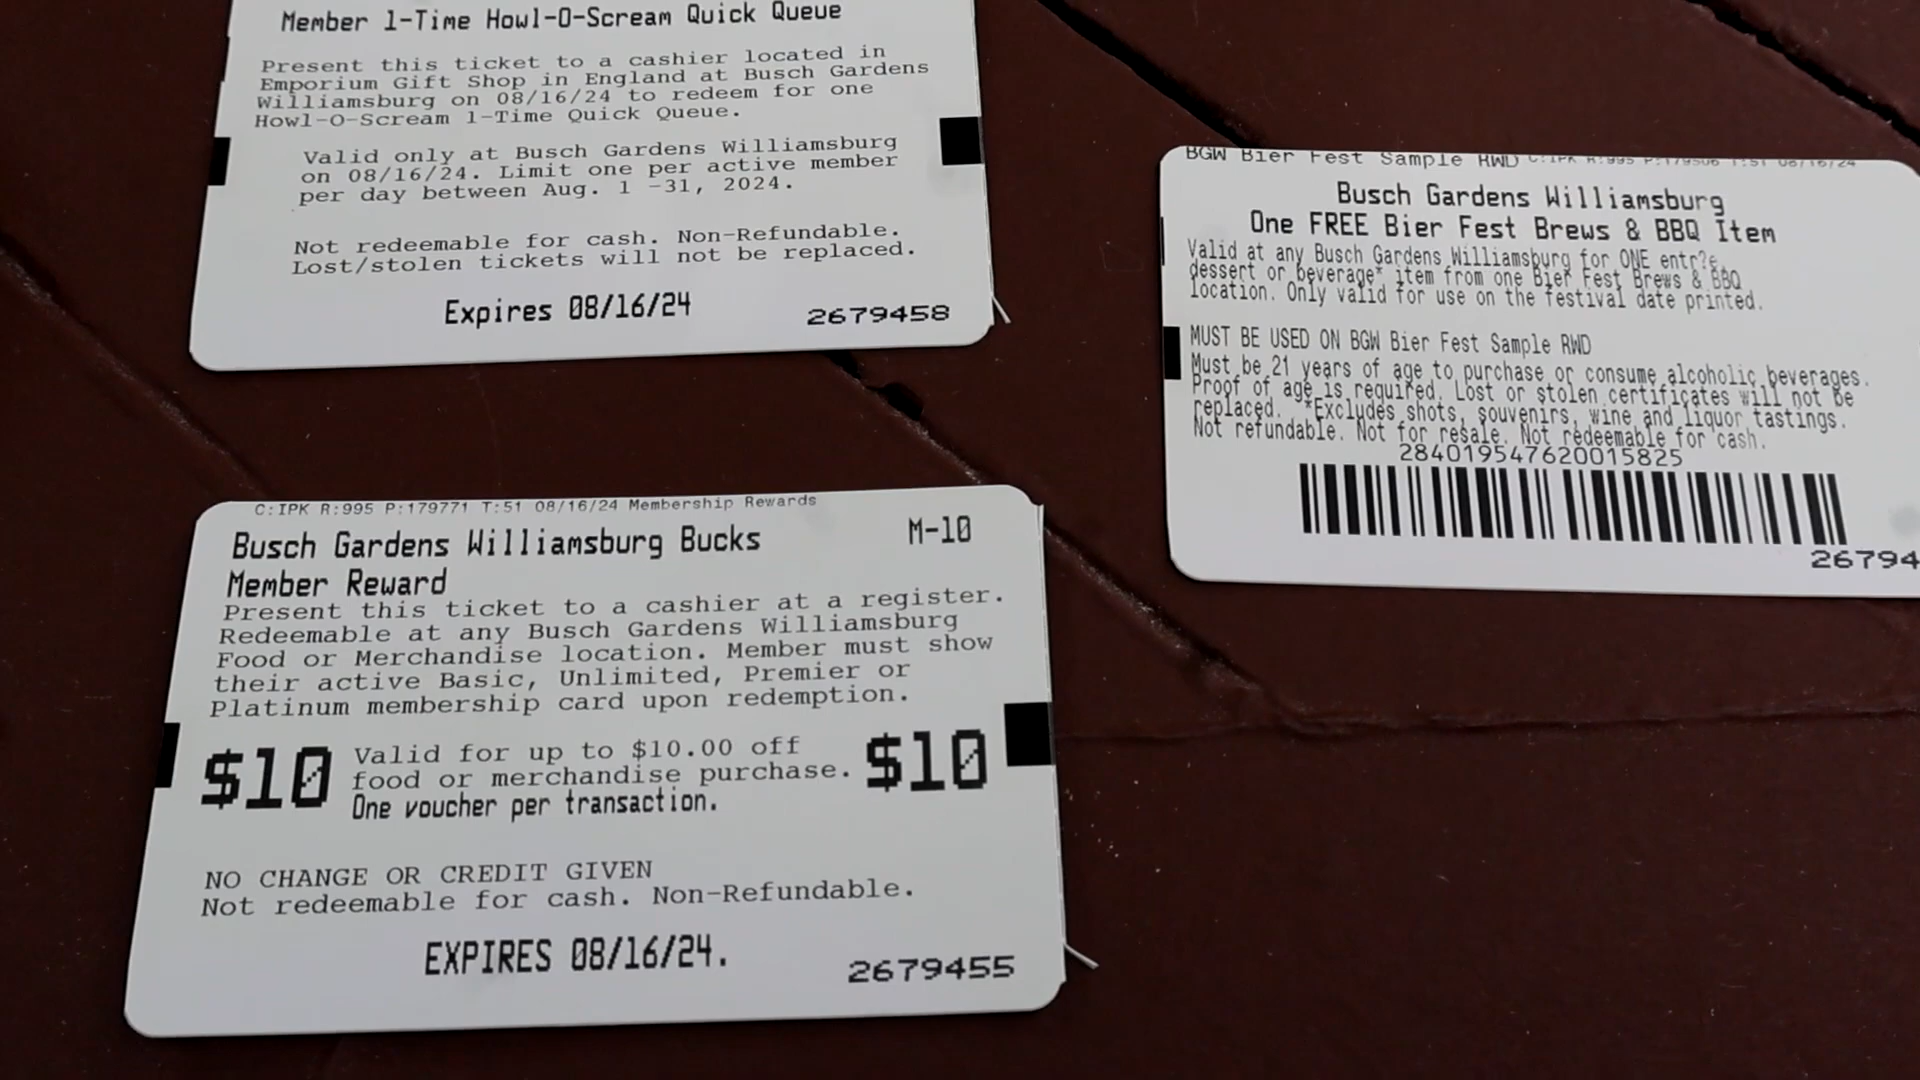 Member 1-Time Howl-O-Scream Quick Queue
Present this ticket to a cashier located in
Emporium Gift Shop in England at Busch Gardens
Williamsburg on 08/16/24 to redeem for one
Howl-O-Scream 1-Time Quick Queue.
Valid only at Busch Gardens Williamsburg
on 08/16/24. Limit one per active member
per day between Aug. 1 -31, 2024.
Not redeemable for cash. Non-Refundable.
Lost/stolen tickets will not be replaced.
Expires 08/16/24
2679458
BGW Bier Fest Sample RWD
Busch Gardens Williamsburg
One FREE Bier Fest Brews & BBQ Item
Valid at any Busch Gardens Williamsburg for ONE entr?e,
dessert or beverage* item from one Bier Fest Brews & BBQ
location. Only valid for use on the festival date printed.
MUST BE USED ON BGW Bier Fest Sample RWD
Must be 21 years of age to purchase or consume alcoholic beverages.
Proof of age is required. Lost or stolen certificates will not be
replaced. *Excludes shots, souvenirs, wine and liquor tastings.
Not refundable. Not for resale. Not redeemable for cash.
284019547620015825
26794
C:IPK R:995 P:179771 T:51 08/16/24 Membership Rewards
Busch Gardens Williamsburg Bucks M-10
Member Reward
Present this ticket to a cashier at a register.
Redeemable at any Busch Gardens Williamsburg
Food or Merchandise location. Member must show
their active Basic, Unlimited, Premier or
Platinum membership card upon redemption.
$10 Valid for up to $10.00 off $10
food or merchandise purchase.
One voucher per transaction.
NO CHANGE OR CREDIT GIVEN
Not redeemable for cash. Non-Refundable.
EXPIRES 08/16/24.
2679455